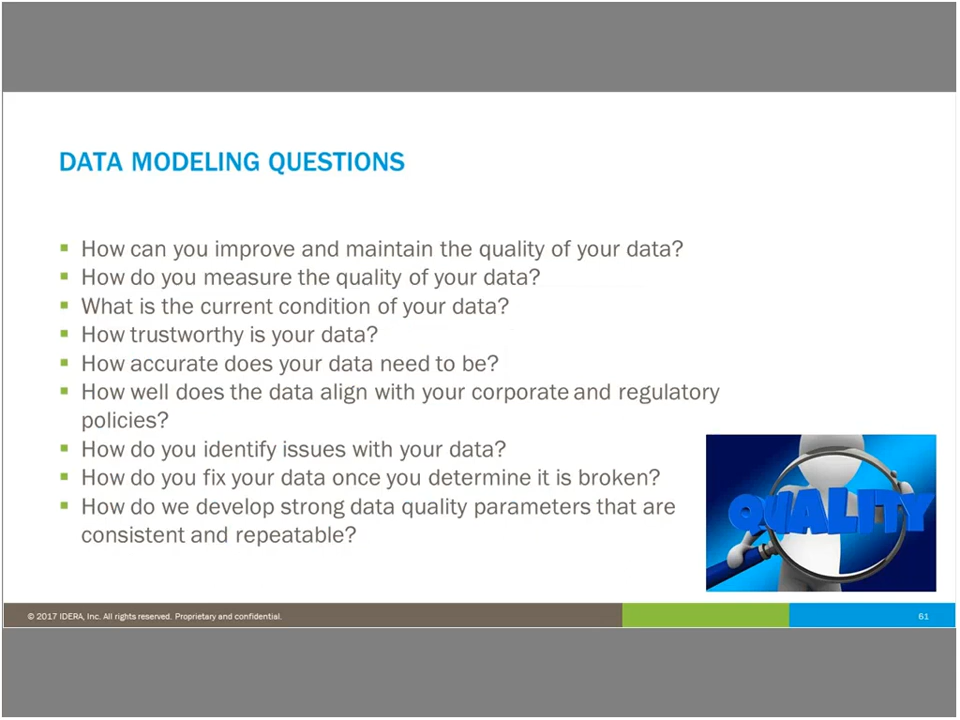 DATA MODELING QUESTIONS
How can you improve and maintain the quality of your data?
How do you measure the quality of your data?
What is the current condition of your data?
How trustworthy is your data?
How accurate does your data need to be?
How well does the data align with your corporate and regulatory
policies?
How do you identify issues with your data?
How do you fix your data once you determine it is broken?
How do we develop strong data quality parameters that are
consistent and repeatable?
QUALITY
© 2017 IDERA, Inc. All rights reserved. Proprietary and confidential.
61